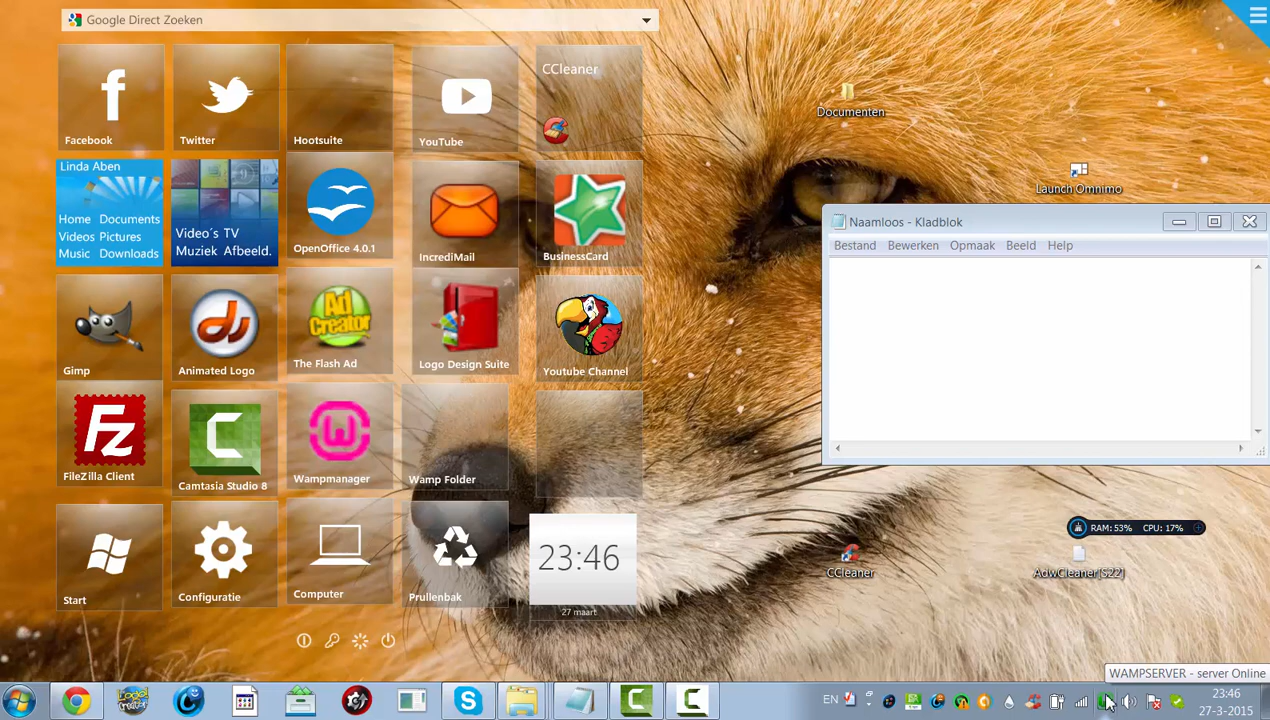 Google Direct Zoeken
Facebook
Twitter
Hootsuite
YouTube
CCleaner
Documenten
Launch Omnimo
Linda Aben
Home Documents
Videos Pictures
Music Downloads
Video´s TV
Muziek Afbeeld.
OpenOffice 4.0.1
IncrediMail
BusinessCard
Naamloos - Kladblok
Bestand Bewerken Opmaak Beeld Help
Gimp
Animated Logo
Ad Creator
The Flash Ad
Logo Design Suite
Youtube Channel
Fz
FileZilla Client
Camtasia Studio 8
Wampmanager
Wamp Folder
RAM: 53% CPU: 17%
CCleaner
AdwCleaner[S22]
Start
Configuratie
Computer
Prullenbak
23:46
27 maart
WAMPSERVER - server Online
EN
23:46
27-3-2015